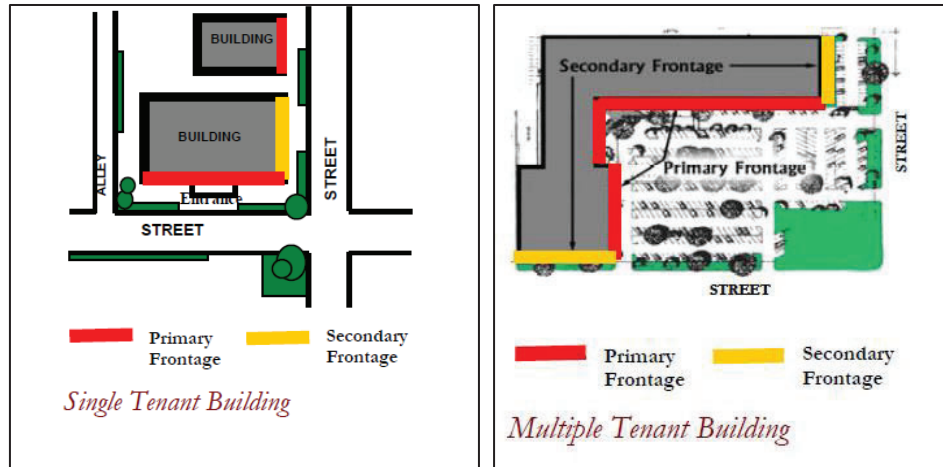 BUILDING
BUILDING
ALLEY
STREET
Entrance
STREET
Primary
Frontage
Secondary
Frontage
Single Tenant Building
Secondary Frontage
Primary Frontage
STREET
STREET
Primary
Frontage
Secondary
Frontage
Multiple Tenant Building